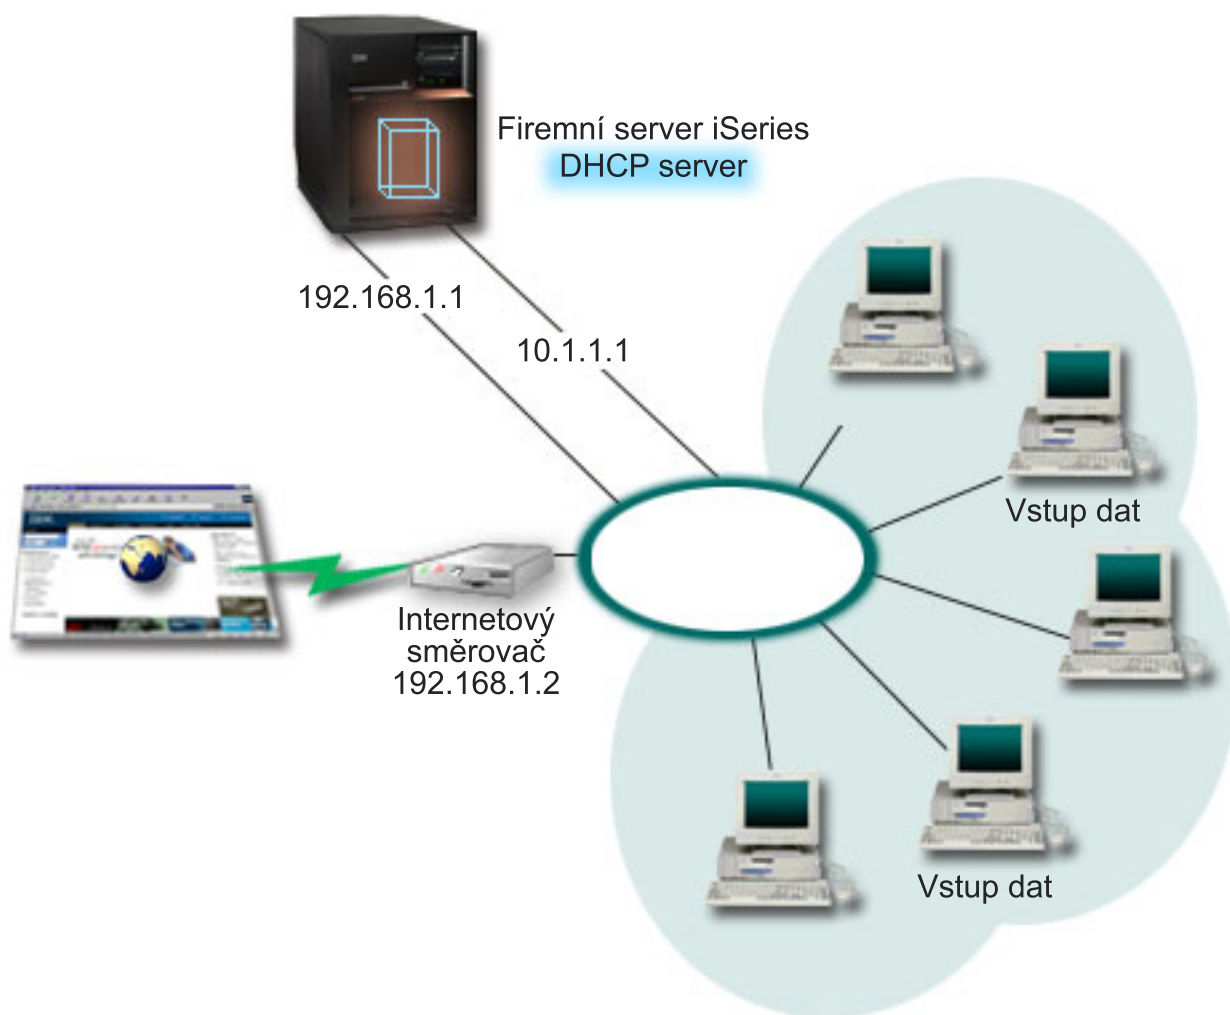 Firemní server iSeries
DHCP server
192.168.1.1
10.1.1.1
Vstup dat
Internetový
směrovač
192.168.1.2
Vstup dat